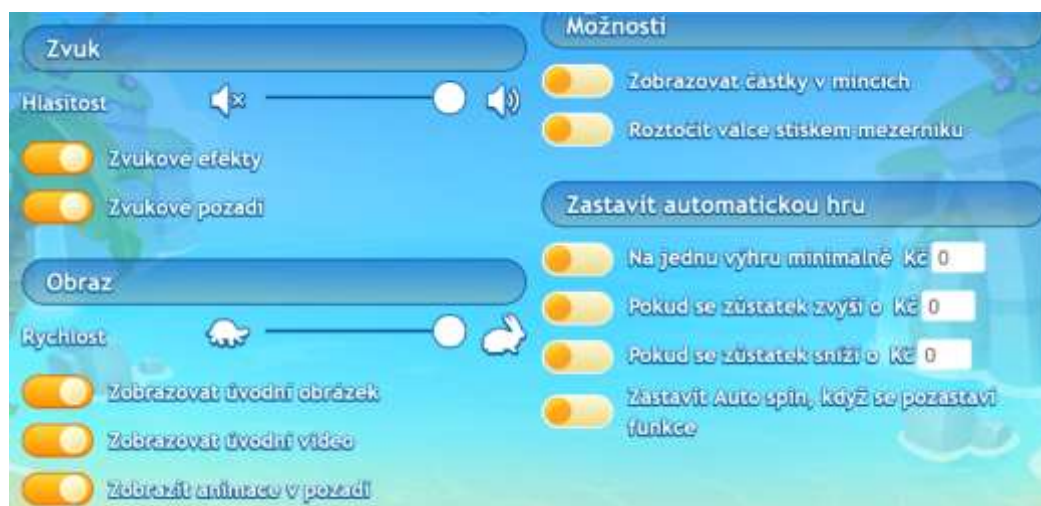 Zvuk
Hlasitost
Zvukové efekty
Zvukové pozadí
Obraz
Rychlost
Zobrazovat úvodní obrázek
Zobrazovat úvodní video
Zobrazit animace v pozadí
Možnosti
Zobrazovat částky v mincích
Roztočit válce stiskem mezerníku
Zastavit automatickou hru
Na jednu výhru minimálně Kč 0
Pokud se zůstatek zvýší o Kč 0
Pokud se zůstatek sníží o Kč 0
Zastavit Auto spin, když se pozastaví
funkce